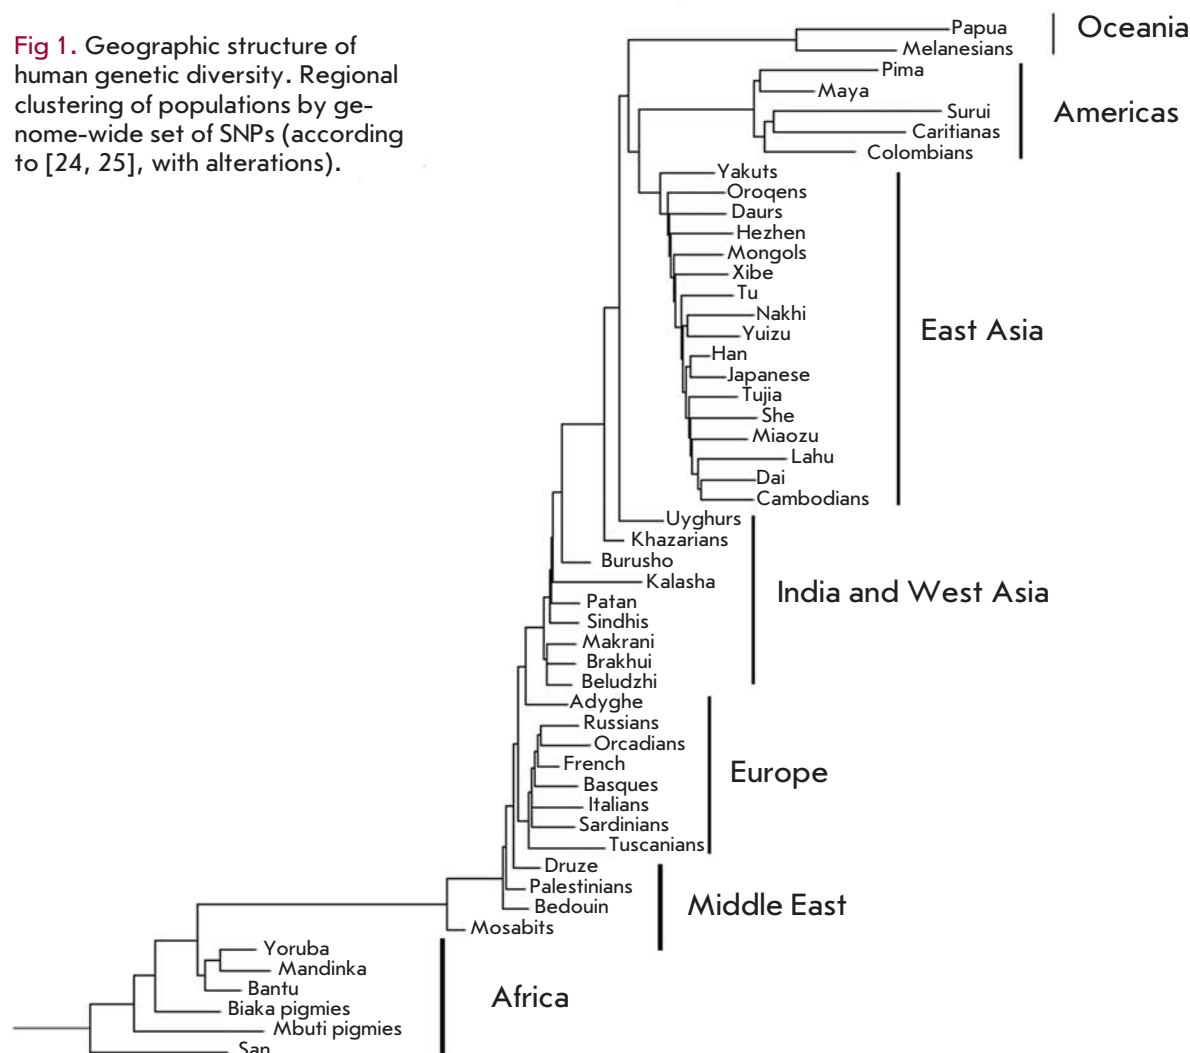 Fig 1. Geographic structure of
human genetic diversity. Regional
clustering of populations by ge-
nome-wide set of SNPs (according
to [24, 25], with alterations).
Papua
Melanesians
Oceania
Pima
Maya
Surui
Caritianas
Colombians
Americas
Yakuts
Oroqens
Daurs
Hezhen
Mongols
Xibe
Tu
Nakhi
Yuizu
Han
Japanese
Tujia
She
Miaozu
Lahu
Dai
Cambodians
East Asia
Uyghurs
Khazarians
Burusho
Kalasha
Patan
Sindhis
Makrani
Brakhui
Beludzhi
India and West Asia
Adyghe
Russians
Orcadians
French
Basques
Italians
Sardinians
Tuscanians
Europe
Druze
Palestinians
Bedouin
Mosabits
Middle East
Yoruba
Mandinka
Bantu
Biaka pigmies
Mbuti pigmies
San
Africa